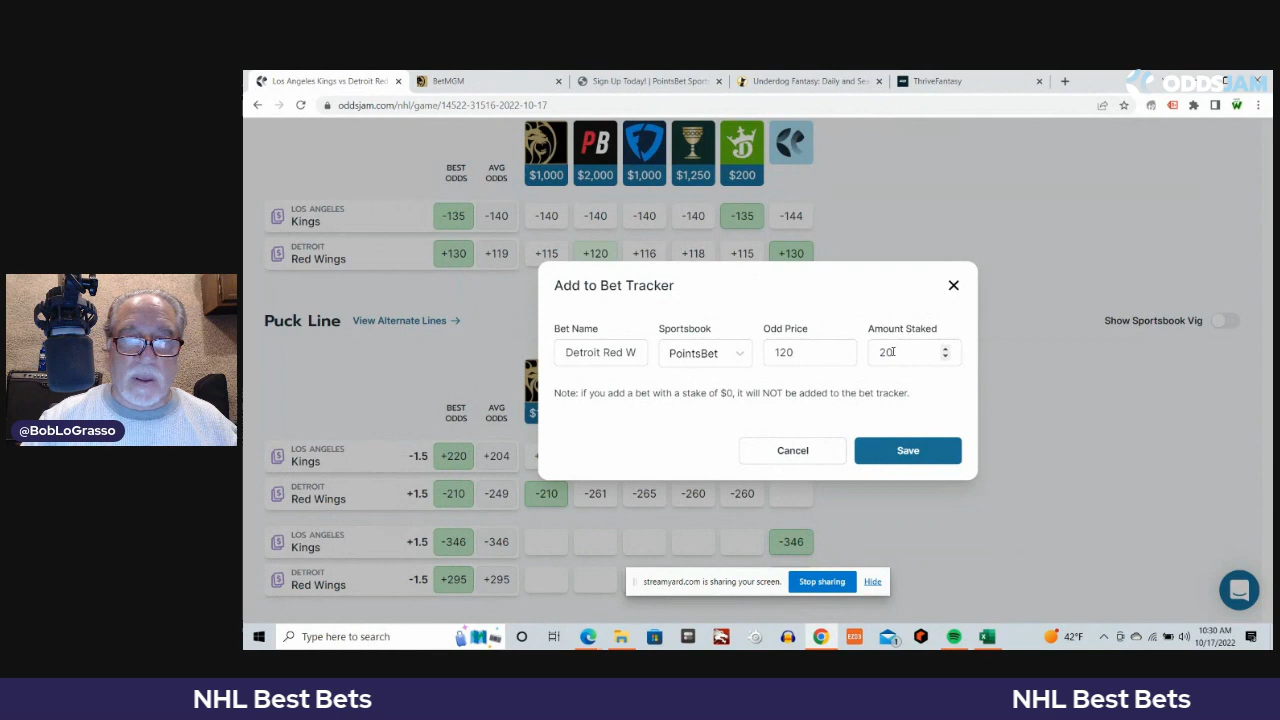 Los Angeles Kings vs Detroit Red
BetMGM
Sign Up Today! | PointsBet Sports
Underdog Fantasy: Daily and Sea
ThriveFantasy
ODDSJAM
oddsjam.com/nhl/game/14522-31516-2022-10-17
BEST ODDS
AVG ODDS
PB
$1,000 $2,000 $1,000 $1,250 $200
LOS ANGELES
Kings
-135 -140 -140 -140 -140 -140 -135 -144
DETROIT
Red Wings
+130 +119 +115 +120 +116 +118 +115 +130
Puck Line
View Alternate Lines →
Show Sportsbook Vig
Add to Bet Tracker
Bet Name
Sportsbook
Odd Price
Amount Staked
Detroit Red W
PointsBet
120
20
Note: if you add a bet with a stake of $0, it will NOT be added to the bet tracker.
Cancel
Save
BEST ODDS
AVG ODDS
LOS ANGELES
Kings
-1.5 +220 +204
DETROIT
Red Wings
+1.5 -210 -249 -210 -261 -265 -260 -260
LOS ANGELES
Kings
+1.5 -346 -346 -346
DETROIT
Red Wings
-1.5 +295 +295
streamyard.com is sharing your screen.
Stop sharing
Hide
@BobLoGrasso
Type here to search
42°F
10:30 AM
10/17/2022
NHL Best Bets
NHL Best Bets